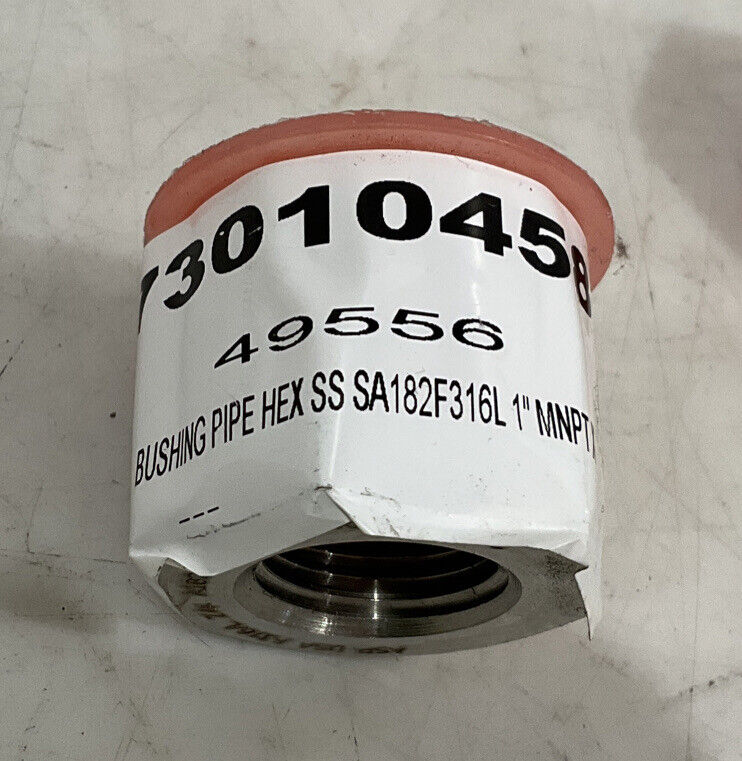 73010458
49556
BUSHING PIPE HEX SS SA182F316L 1" MNPT
---